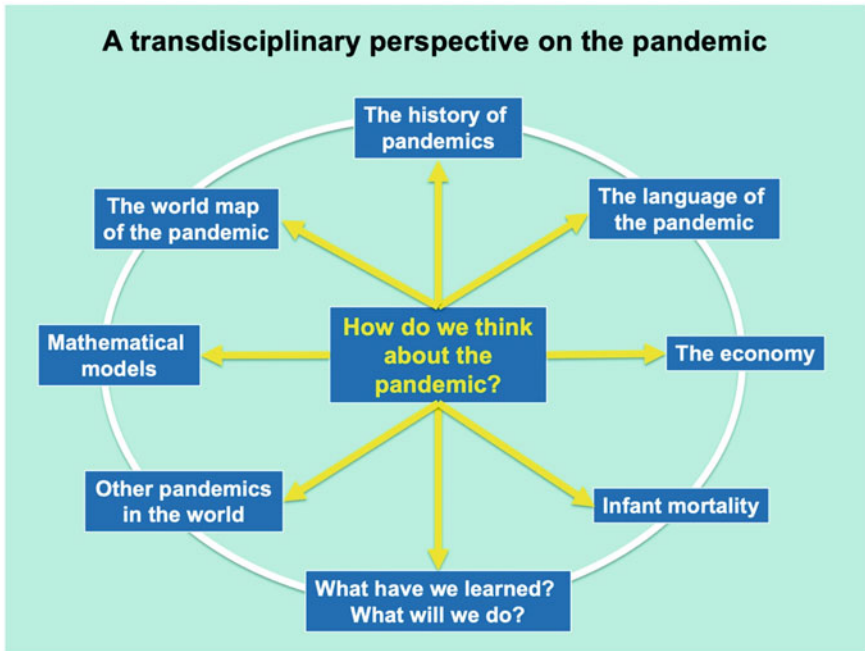 A transdisciplinary perspective on the pandemic
The history of
pandemics
The world map
of the pandemic
The language of
the pandemic
Mathematical
models
How do we think
about the
pandemic?
The economy
Other pandemics
in the world
Infant mortality
What have we learned?
What will we do?